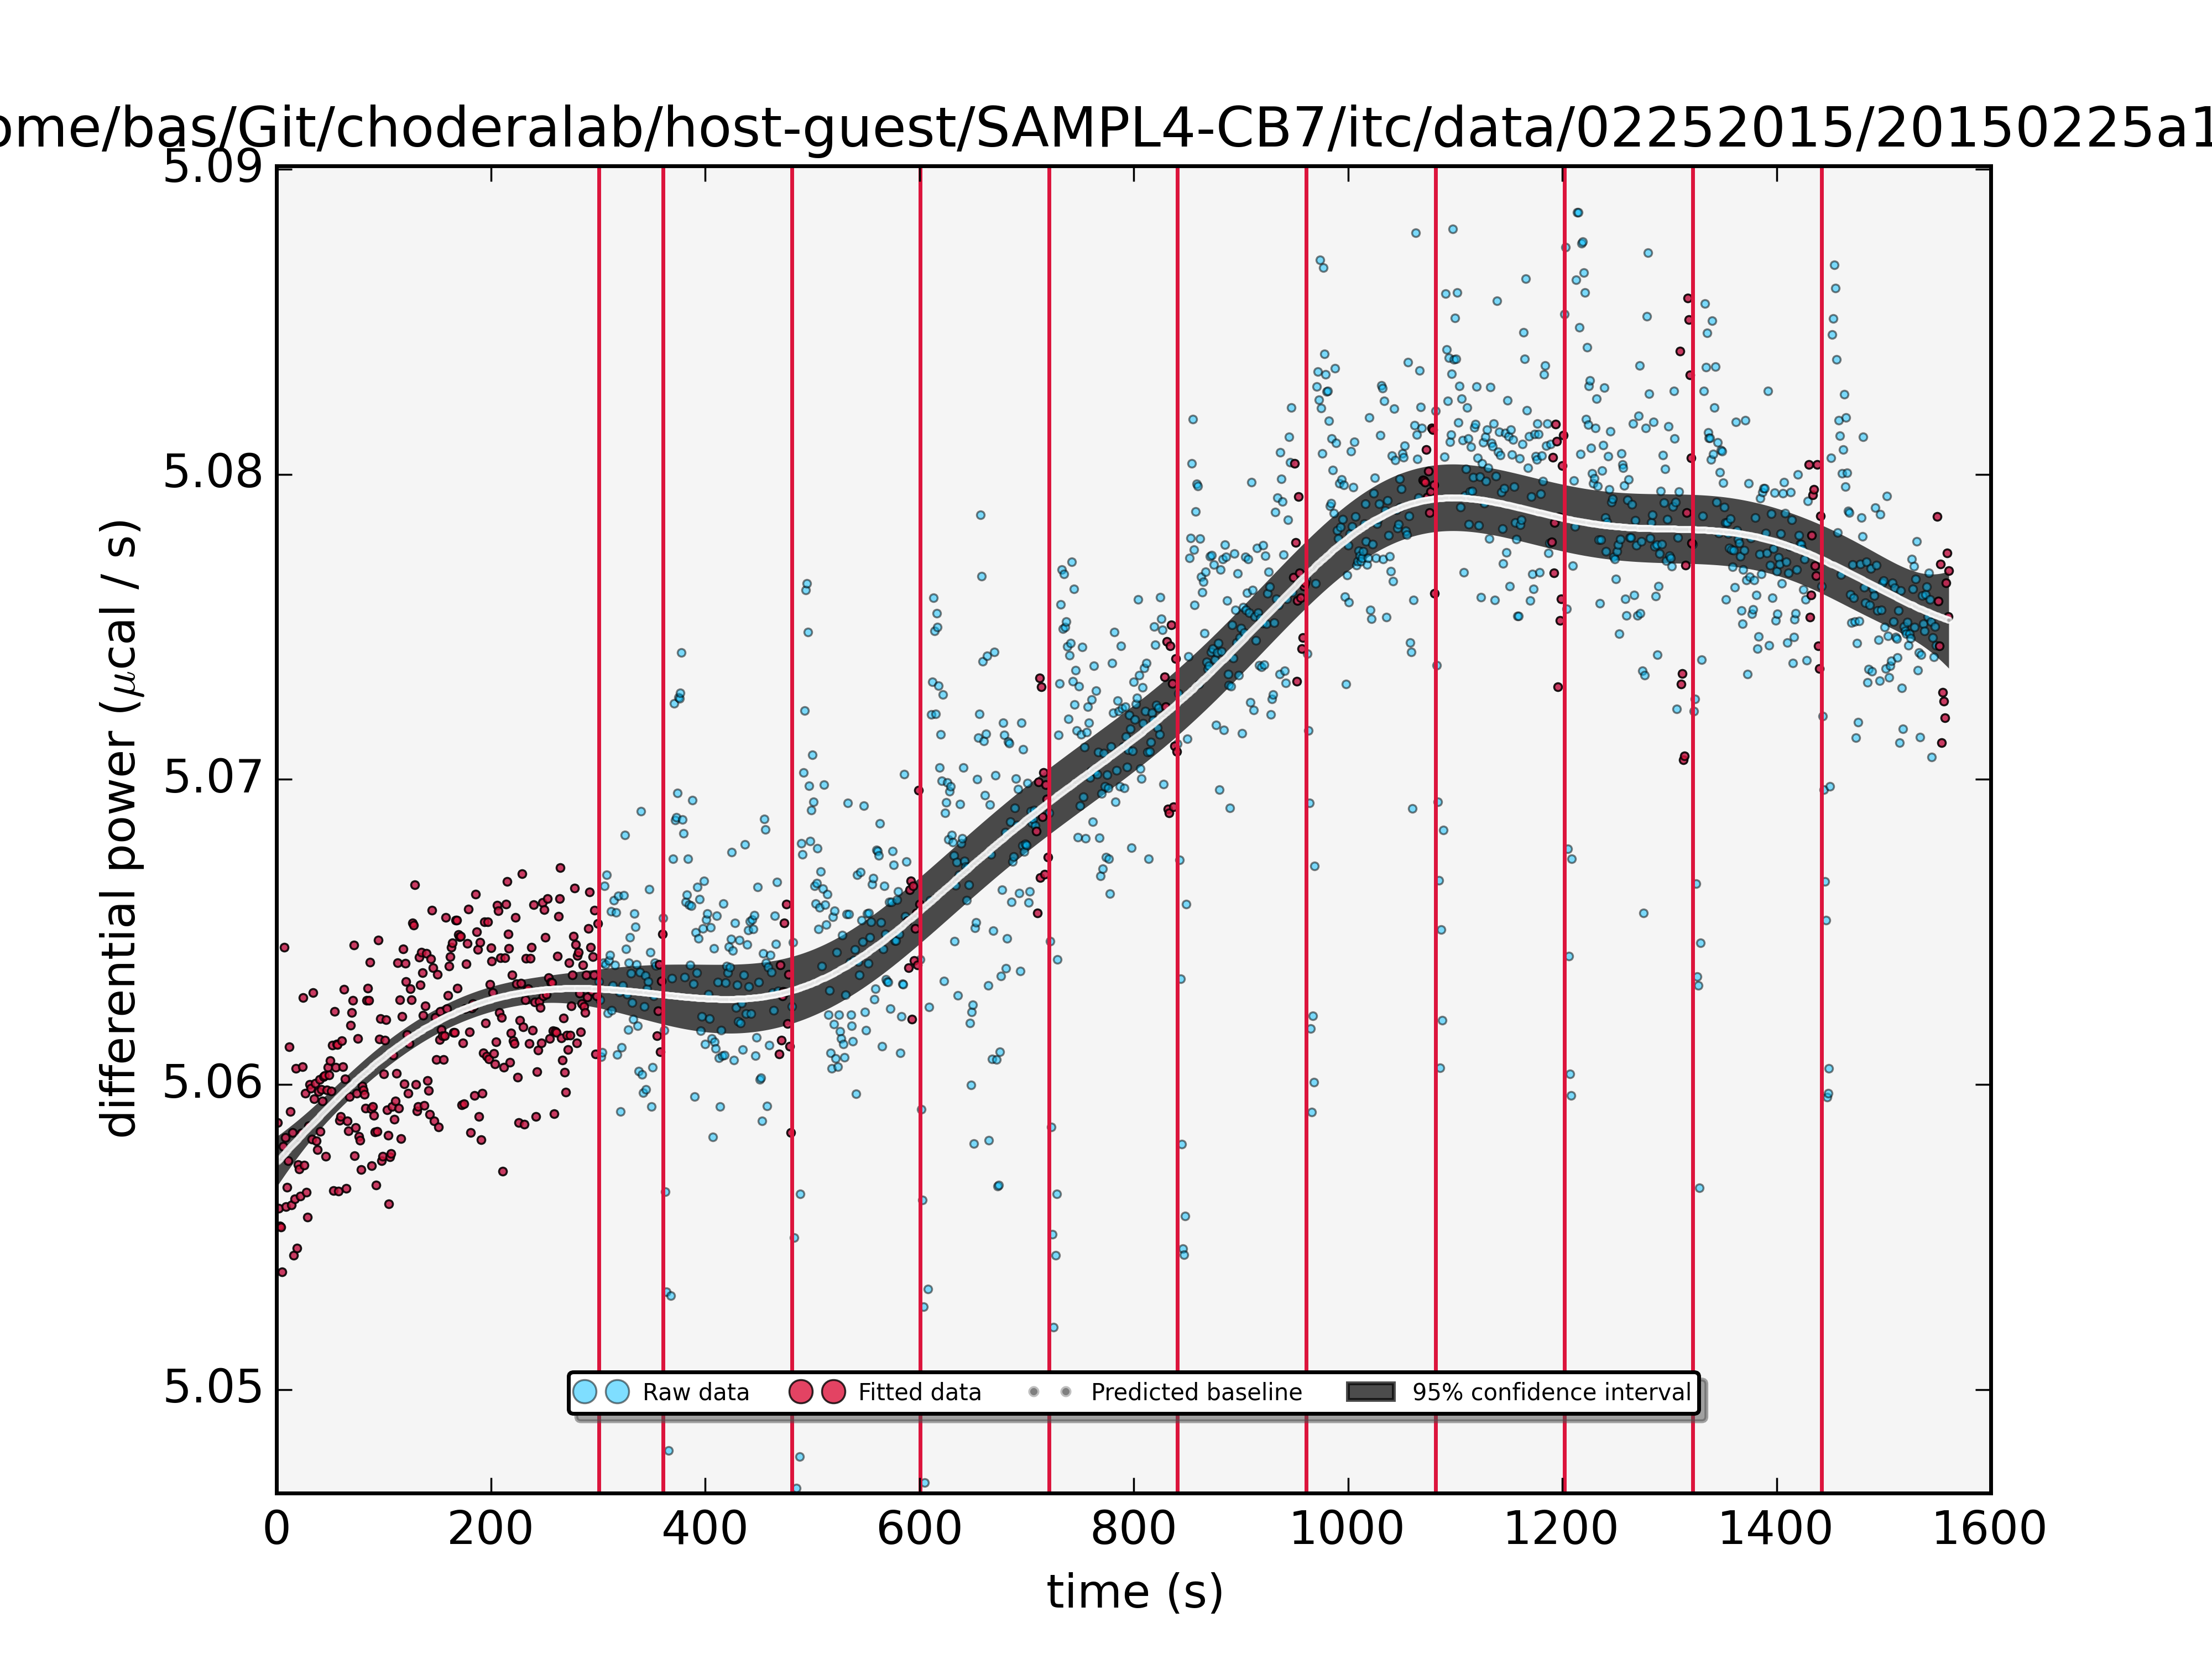 ome/bas/Git/choderalab/host-guest/SAMPL4-CB7/itc/data/02252015/20150225a1
5.09
5.08
5.07
5.06
5.05
differential power (μcal / s)
Raw data Fitted data Predicted baseline 95% confidence interval
0 200 400 600 800 1000 1200 1400 1600
time (s)